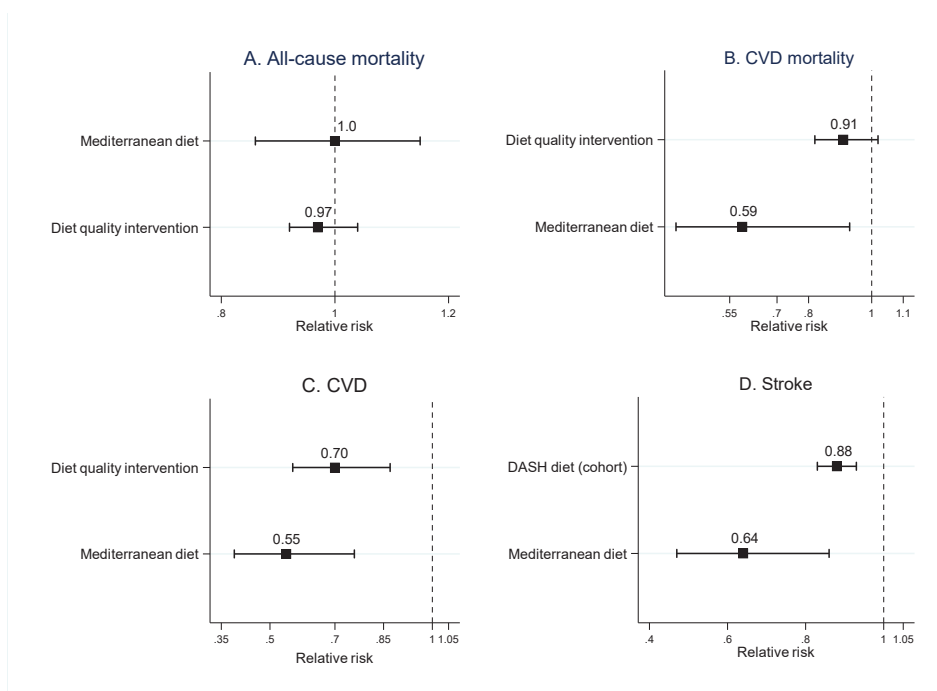 A. All-cause mortality
Mediterranean diet
1.0
Diet quality intervention
0.97
.8 1 1.2
Relative risk
B. CVD mortality
Diet quality intervention
0.91
Mediterranean diet
0.59
.55 .7 .8 1 1.1
Relative risk
C. CVD
Diet quality intervention
0.70
Mediterranean diet
0.55
.35 .5 .7 .85 1 1.05
Relative risk
D. Stroke
DASH diet (cohort)
0.88
Mediterranean diet
0.64
.4 .6 .8 1 1.05
Relative risk